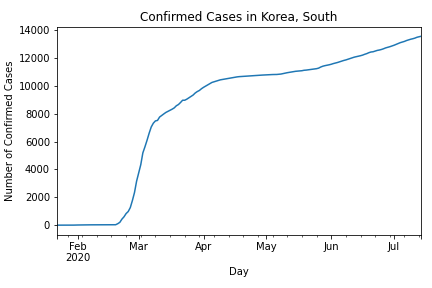 Confirmed Cases in Korea, South
Number of Confirmed Cases
14000
12000
10000
8000
6000
4000
2000
0
Feb Mar Apr May Jun Jul
2020
Day